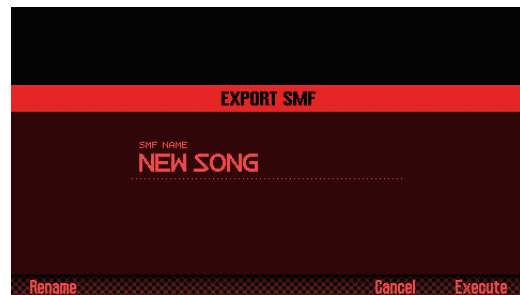 EXPORT SMF
SMF NAME
NEW SONG
Rename Cancel Execute